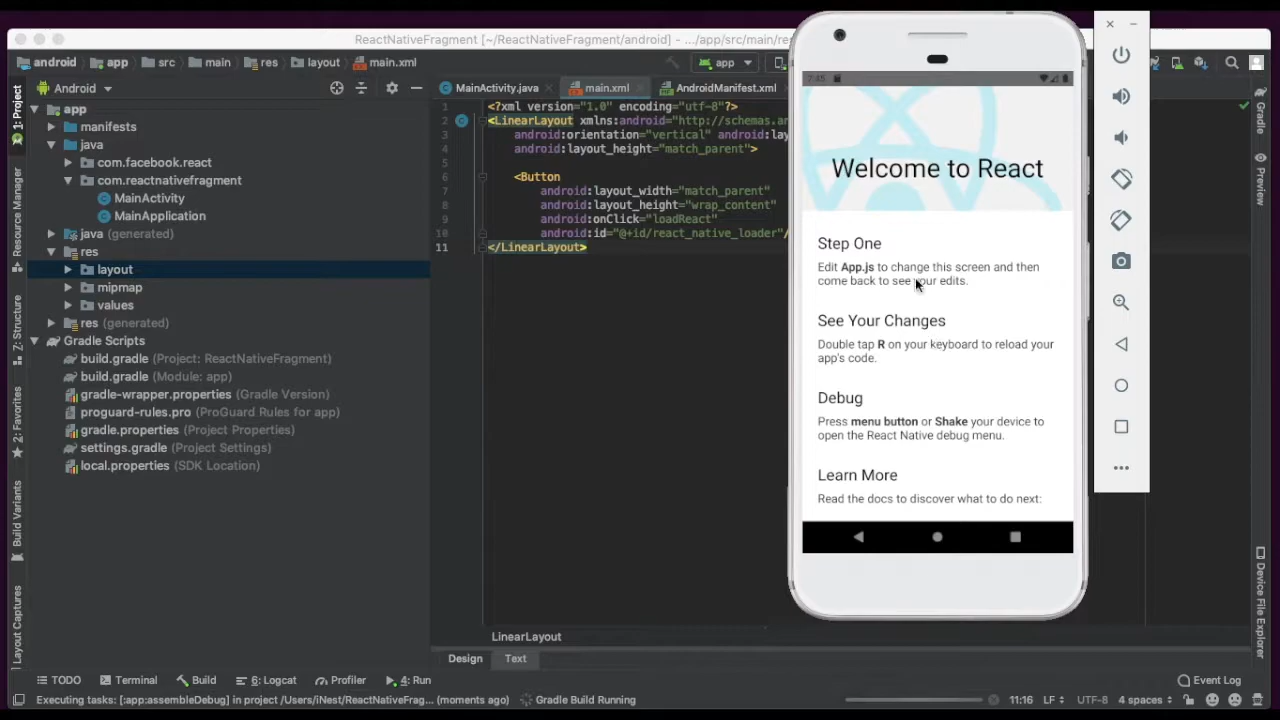 ReactNativeFragment [~/ReactNativeFragment/android] - .../app/src/main/res
android
app
src
main
res
layout
main.xml
app
Android
MainActivity.java
main.xml
AndroidManifest.xml
1: Project
Resource Manager
Z: Structure
2: Favorites
Build Variants
Layout Captures
app
manifests
java
com.facebook.react
com.reactnativefragment
MainActivity
MainApplication
java (generated)
res
layout
mipmap
values
res (generated)
Gradle Scripts
build.gradle (Project: ReactNativeFragment)
build.gradle (Module: app)
gradle-wrapper.properties (Gradle Version)
proguard-rules.pro (ProGuard Rules for app)
gradle.properties (Project Properties)
settings.gradle (Project Settings)
local.properties (SDK Location)
1 <?xml version="1.0" encoding="utf-8"?>
2 <LinearLayout xmlns:android="http://schemas.an
3 android:orientation="vertical" android:lay
4 android:layout_height="match_parent">
5
6 <Button
7 android:layout_width="match_parent"
8 android:layout_height="wrap_content"
9 android:onClick="loadReact"
10 android:id="@+id/react_native_loader"/
11 </LinearLayout>
7:45
Welcome to React
Step One
Edit App.js to change this screen and then
come back to see your edits.
See Your Changes
Double tap R on your keyboard to reload your
app's code.
Debug
Press menu button or Shake your device to
open the React Native debug menu.
Learn More
Read the docs to discover what to do next:
Gradle
Preview
Device File Explorer
LinearLayout
Design
Text
TODO
Terminal
Build
6: Logcat
Profiler
4: Run
Event Log
Executing tasks: [:app:assembleDebug] in project /Users/iNest/ReactNativeFrag... (moments ago)
Gradle Build Running
11:16
LF
UTF-8
4 spaces